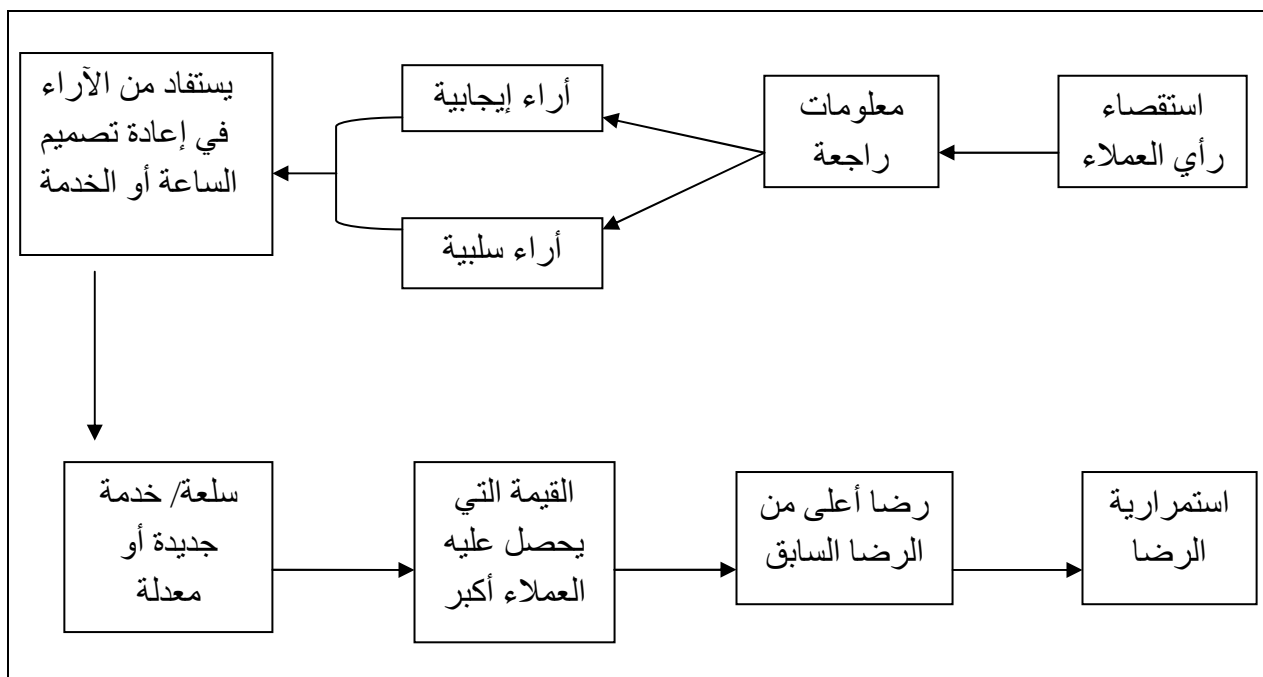 استقصاء
رأي العملاء
معلومات
راجعة
أراء إيجابية
أراء سلبية
يستفاد من الآراء
في إعادة تصميم
الساعة أو الخدمة
سلعة/ خدمة
جديدة أو
معدلة
القيمة التي
يحصل عليه
العملاء أكبر
رضا أعلى من
الرضا السابق
استمرارية
الرضا